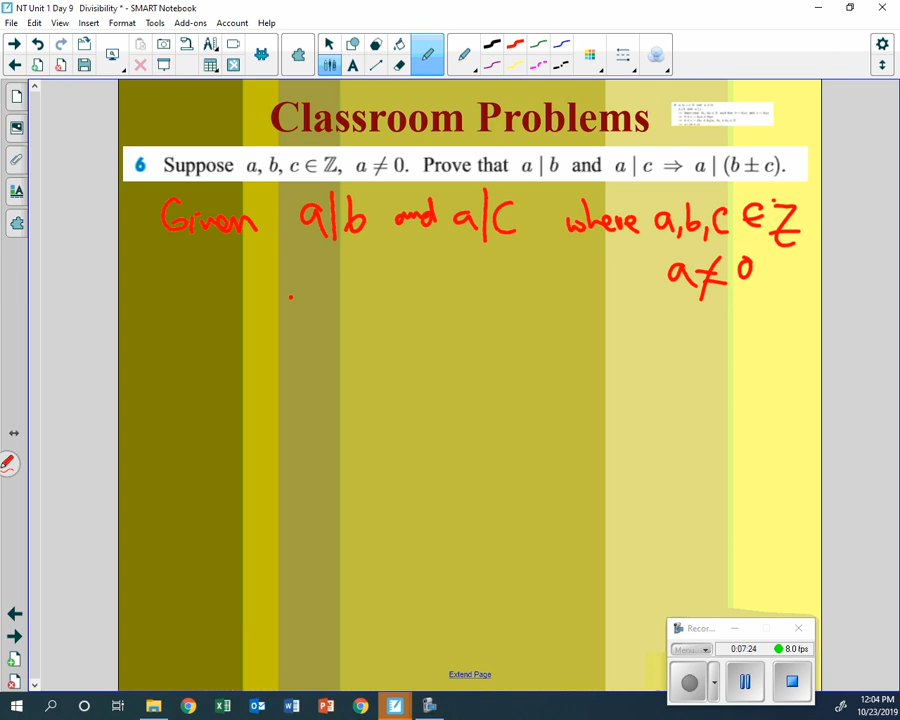 NT Unit 1 Day 9 Divisibility * - SMART Notebook
File Edit View Insert Format Tools Add-ons Account Help
Classroom Problems
6 Suppose a, b, c ∈ ℤ, a ≠ 0. Prove that a | b and a | c ⇒ a | (b ± c).
Given a|b and a|c where a,b,c ∈ Z
a ≠ 0
Extend Page
Recor...
Menu
0:07:24 8.0 fps
12:04 PM
10/23/2019